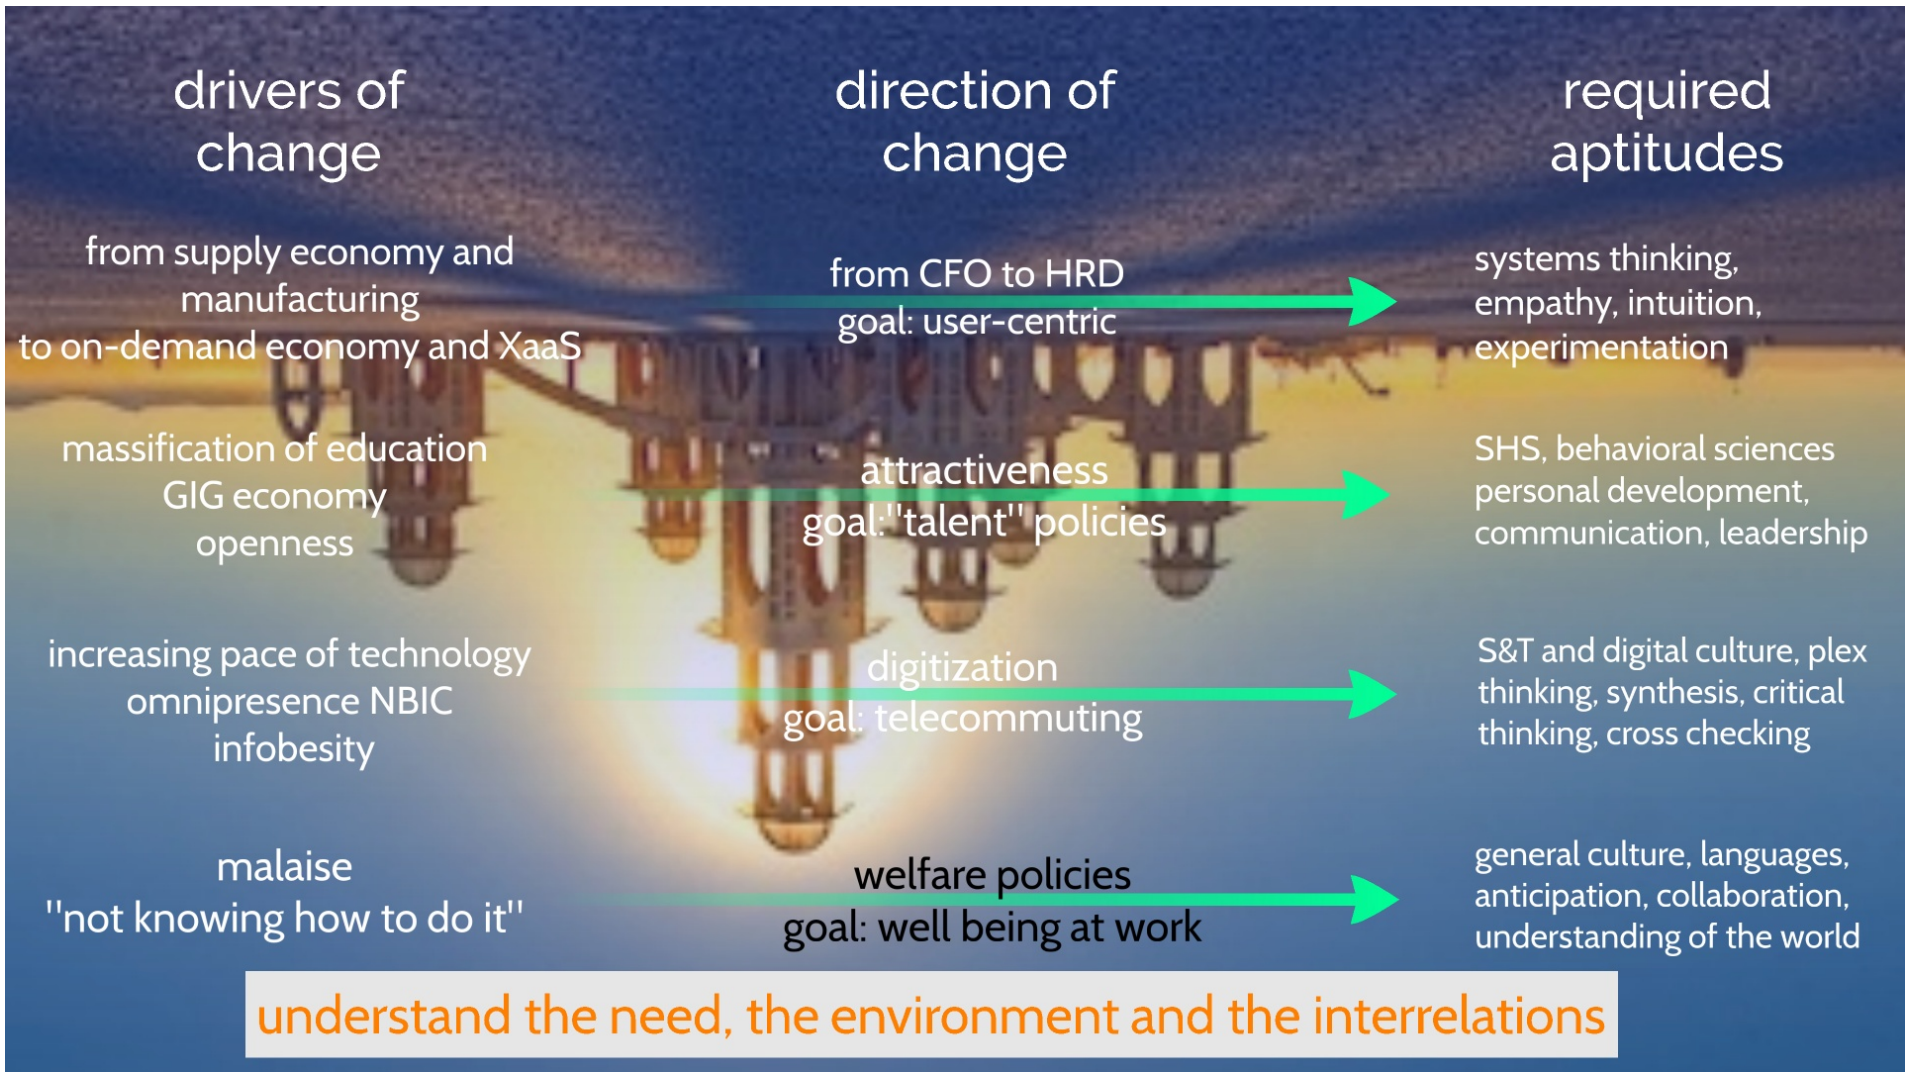 drivers of
change
direction of
change
required
aptitudes
from supply economy and
manufacturing
to on-demand economy and XaaS
from CFO to HRD
goal: user-centric
systems thinking,
empathy, intuition,
experimentation
massification of education
GIG economy
openness
attractiveness
goal:"talent" policies
SHS, behavioral sciences
personal development,
communication, leadership
increasing pace of technology
omnipresence NBIC
infobesity
digitization
goal: telecommuting
S&T and digital culture, plex
thinking, synthesis, critical
thinking, cross checking
malaise
"not knowing how to do it"
welfare policies
goal: well being at work
general culture, languages,
anticipation, collaboration,
understanding of the world
understand the need, the environment and the interrelations